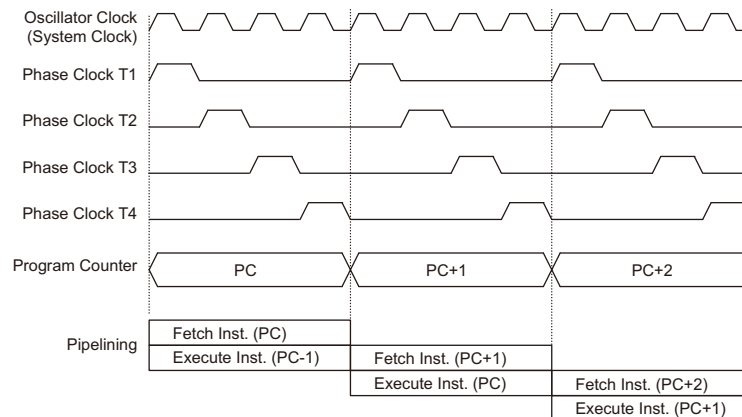 Oscillator Clock
(System Clock)
Phase Clock T1
Phase Clock T2
Phase Clock T3
Phase Clock T4
Program Counter
PC
PC+1
PC+2
Pipelining
Fetch Inst. (PC)
Execute Inst. (PC-1)
Fetch Inst. (PC+1)
Execute Inst. (PC)
Fetch Inst. (PC+2)
Execute Inst. (PC+1)